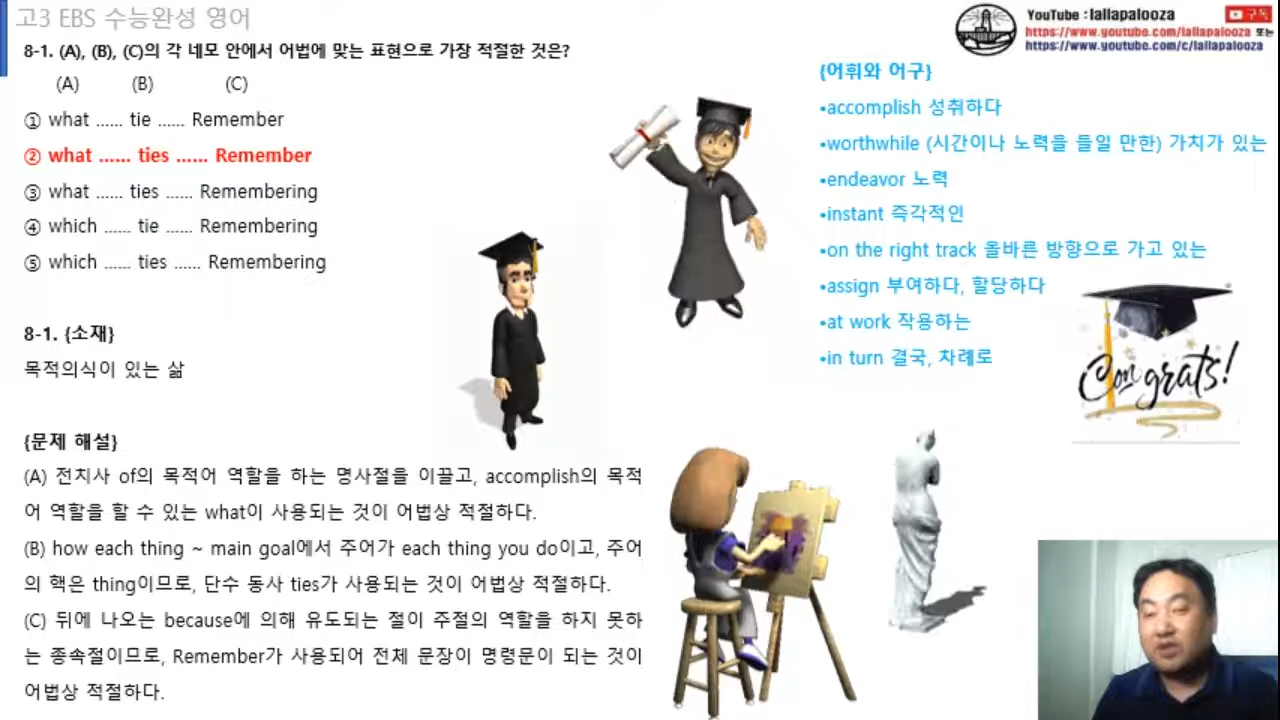 고3 EBS 수능완성 영어
YouTube : lallapalooza
구독
https://www.youtube.com/lallapalooza 또는
https://www.youtube.com/c/lallapalooza
8-1. (A), (B), (C)의 각 네모 안에서 어법에 맞는 표현으로 가장 적절한 것은?
(A) (B) (C)
① what ...... tie ...... Remember
② what ...... ties ...... Remember
③ what ...... ties ...... Remembering
④ which ...... tie ...... Remembering
⑤ which ...... ties ...... Remembering
8-1. {소재}
목적의식이 있는 삶
{문제 해설}
(A) 전치사 of의 목적어 역할을 하는 명사절을 이끌고, accomplish의 목적
어 역할을 할 수 있는 what이 사용되는 것이 어법상 적절하다.
(B) how each thing ~ main goal에서 주어가 each thing you do이고, 주어
의 핵은 thing이므로, 단수 동사 ties가 사용되는 것이 어법상 적절하다.
(C) 뒤에 나오는 because에 의해 유도되는 절이 주절의 역할을 하지 못하
는 종속절이므로, Remember가 사용되어 전체 문장이 명령문이 되는 것이
어법상 적절하다.
{어휘와 어구}
•accomplish 성취하다
•worthwhile (시간이나 노력을 들일 만한) 가치가 있는
•endeavor 노력
•instant 즉각적인
•on the right track 올바른 방향으로 가고 있는
•assign 부여하다, 할당하다
•at work 작용하는
•in turn 결국, 차례로
Congrats!